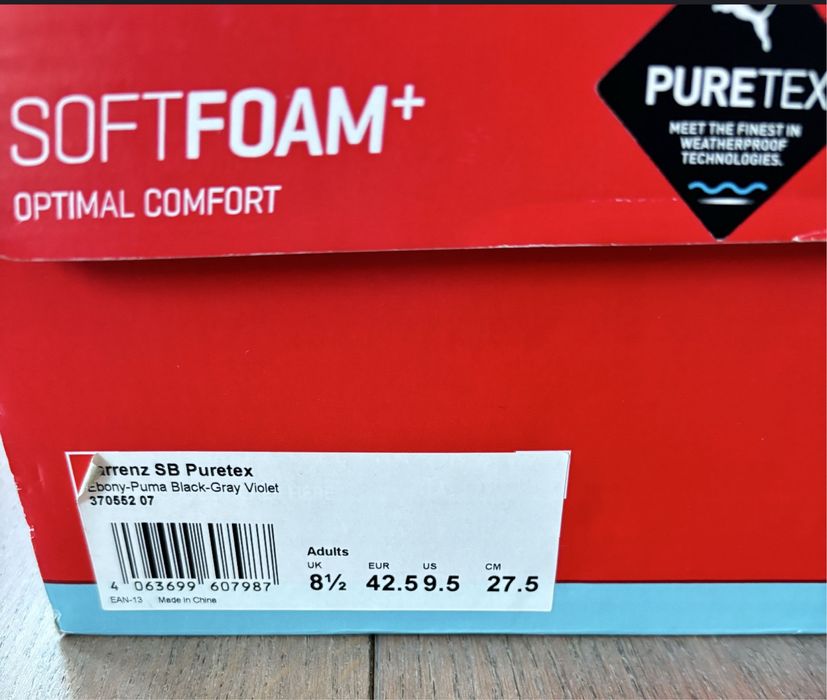 SOFTFOAM+
OPTIMAL COMFORT
PURETEX
MEET THE FINEST IN
WEATHERPROOF
TECHNOLOGIES.
arrenz SB Puretex
Ebony-Puma Black-Gray Violet
370552 07
Adults
UK EUR US CM
8½ 42.5 9.5 27.5
4 063699 607987
EAN-13 Made in China